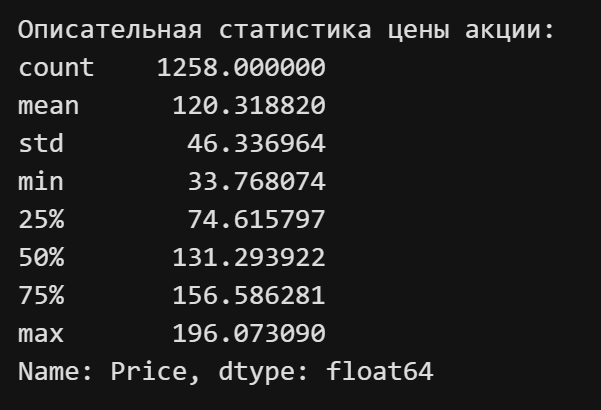 Описательная статистика цены акции:
count    1258.000000
mean      120.318820
std        46.336964
min        33.768074
25%        74.615797
50%       131.293922
75%       156.586281
max       196.073090
Name: Price, dtype: float64